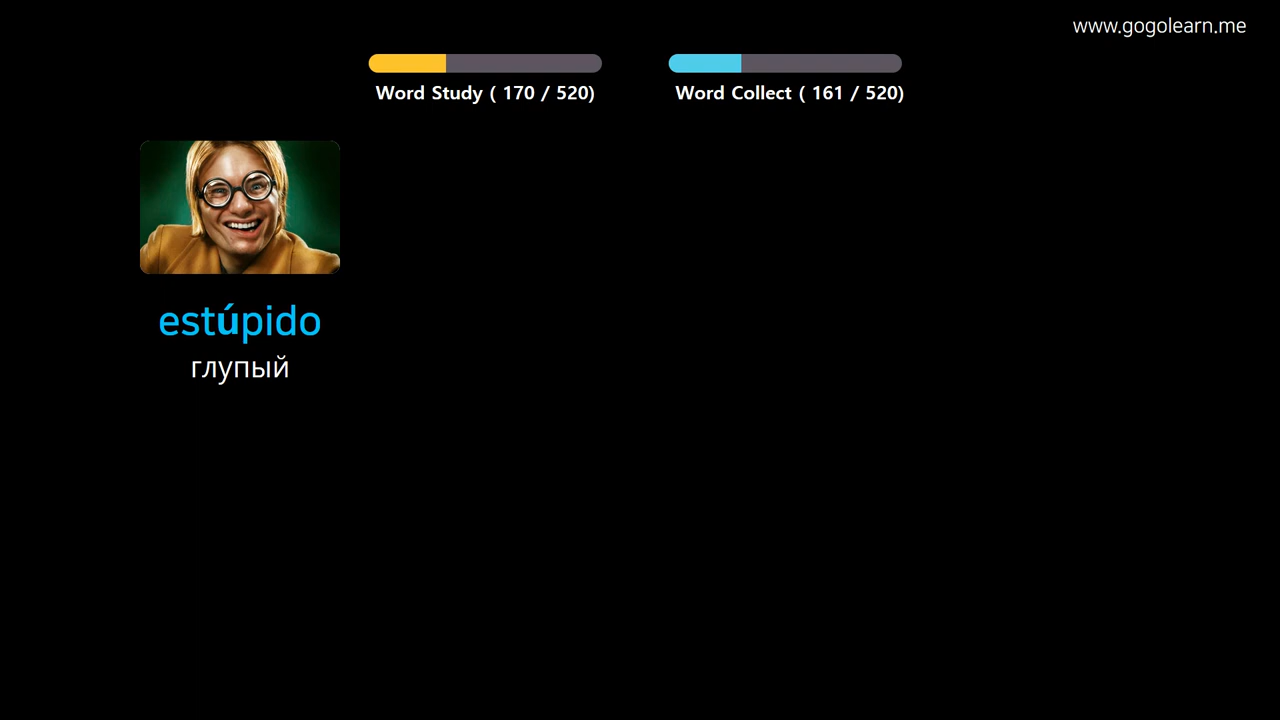 www.gogolearn.me
Word Study ( 170 / 520)
Word Collect ( 161 / 520)
estúpido
глупый